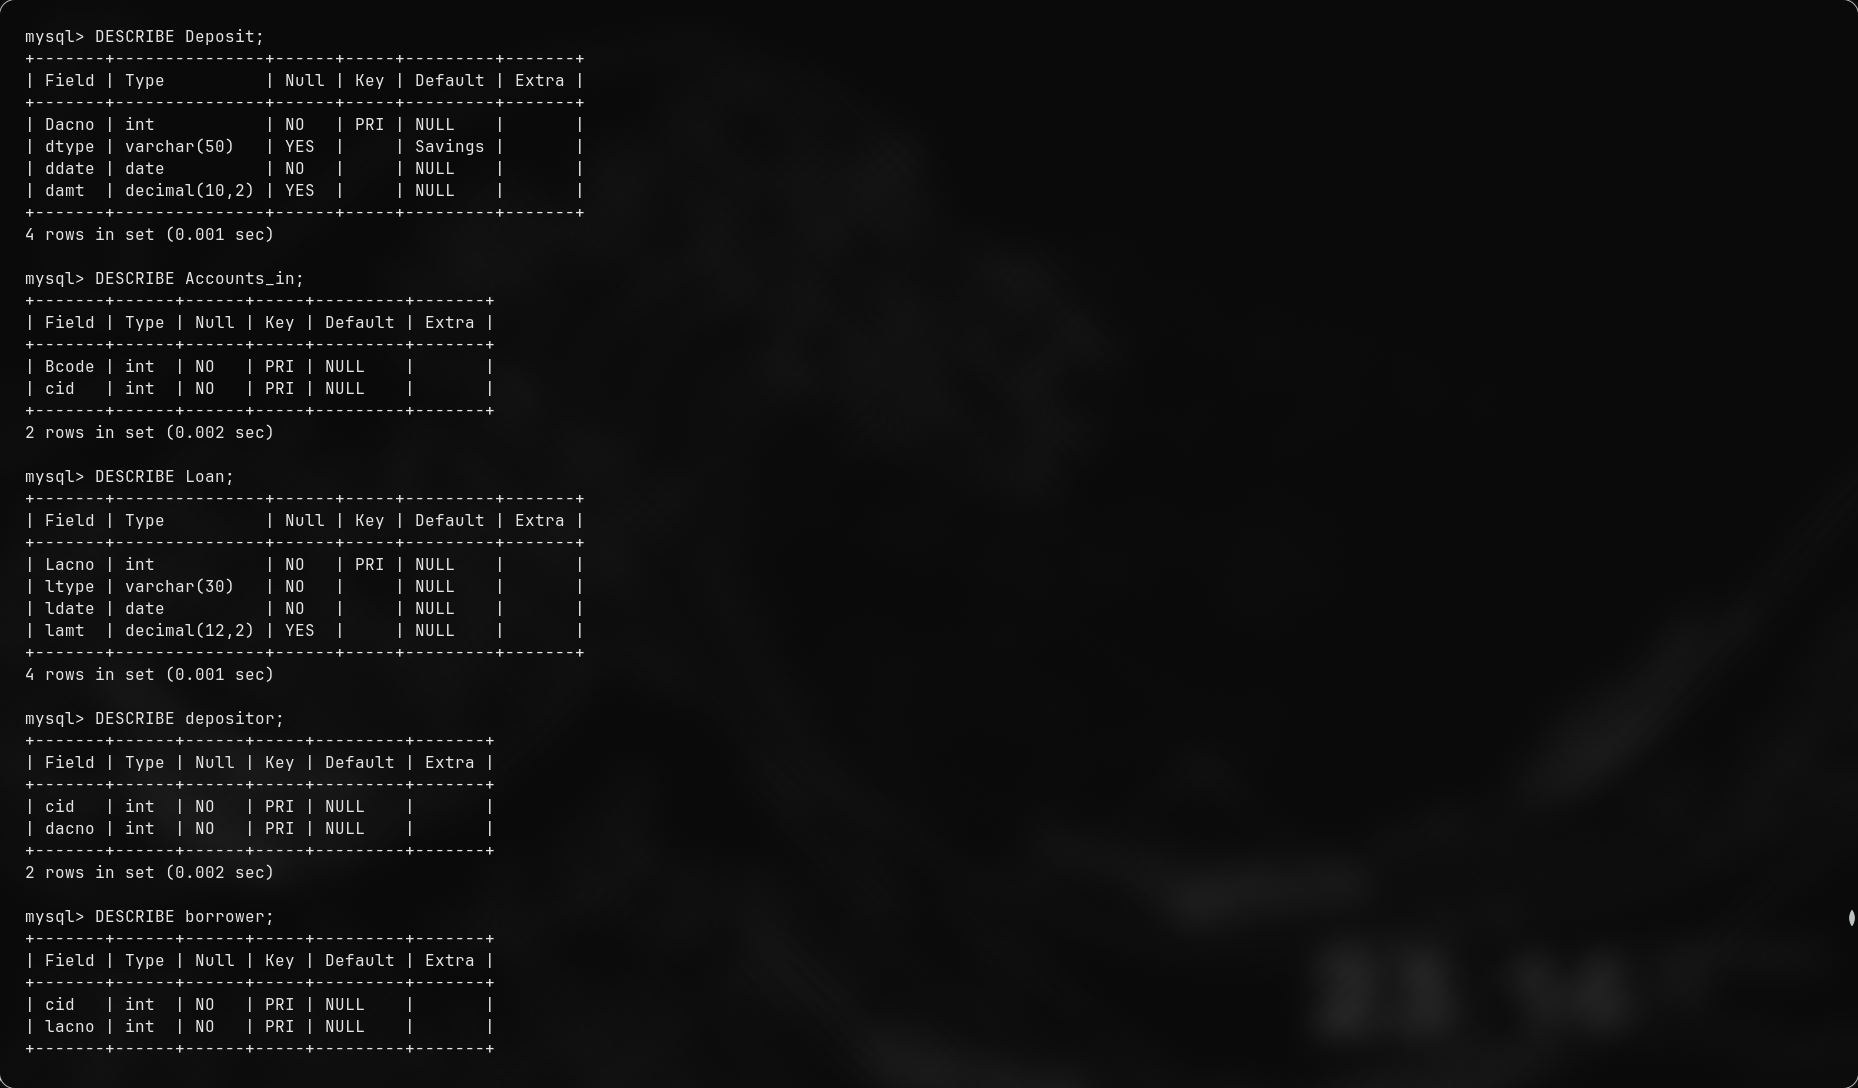 mysql> DESCRIBE Deposit;
+-------+---------------+------+-----+---------+-------+
| Field | Type          | Null | Key | Default | Extra |
+-------+---------------+------+-----+---------+-------+
| Dacno | int           | NO   | PRI | NULL    |       |
| dtype | varchar(50)   | YES  |     | Savings |       |
| ddate | date          | NO   |     | NULL    |       |
| damt  | decimal(10,2) | YES  |     | NULL    |       |
+-------+---------------+------+-----+---------+-------+
4 rows in set (0.001 sec)

mysql> DESCRIBE Accounts_in;
+-------+------+------+-----+---------+-------+
| Field | Type | Null | Key | Default | Extra |
+-------+------+------+-----+---------+-------+
| Bcode | int  | NO   | PRI | NULL    |       |
| cid   | int  | NO   | PRI | NULL    |       |
+-------+------+------+-----+---------+-------+
2 rows in set (0.002 sec)

mysql> DESCRIBE Loan;
+-------+---------------+------+-----+---------+-------+
| Field | Type          | Null | Key | Default | Extra |
+-------+---------------+------+-----+---------+-------+
| Lacno | int           | NO   | PRI | NULL    |       |
| ltype | varchar(30)   | NO   |     | NULL    |       |
| ldate | date          | NO   |     | NULL    |       |
| lamt  | decimal(12,2) | YES  |     | NULL    |       |
+-------+---------------+------+-----+---------+-------+
4 rows in set (0.001 sec)

mysql> DESCRIBE depositor;
+-------+------+------+-----+---------+-------+
| Field | Type | Null | Key | Default | Extra |
+-------+------+------+-----+---------+-------+
| cid   | int  | NO   | PRI | NULL    |       |
| dacno | int  | NO   | PRI | NULL    |       |
+-------+------+------+-----+---------+-------+
2 rows in set (0.002 sec)

mysql> DESCRIBE borrower;
+-------+------+------+-----+---------+-------+
| Field | Type | Null | Key | Default | Extra |
+-------+------+------+-----+---------+-------+
| cid   | int  | NO   | PRI | NULL    |       |
| lacno | int  | NO   | PRI | NULL    |       |
+-------+------+------+-----+---------+-------+